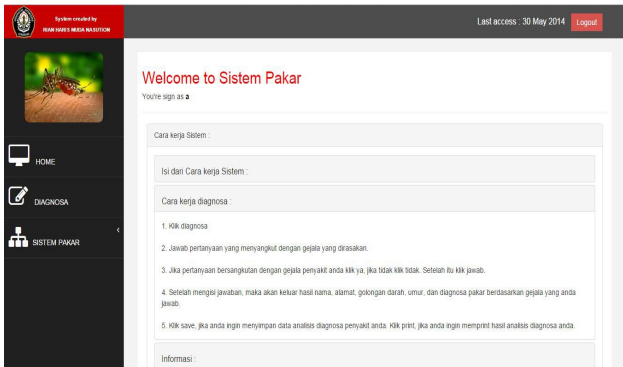 System created by
RIAN HARIS MUDA NASUTION
Last access : 30 May 2014 Logout
Welcome to Sistem Pakar
You're sign as a
Cara kerja Sistem :
HOME
Isi dari Cara kerja Sistem :
DIAGNOSA
Cara kerja diagnosa :
SISTEM PAKAR
1. Klik diagnosa
2. Jawab pertanyaan yang menyangkut dengan gejala yang dirasakan.
3. Jika pertanyaan bersangkutan dengan gejala penyakit anda klik ya, jika tidak klik tidak. Setelah itu klik jawab.
4. Setelah mengisi jawaban, maka akan keluar hasil nama, alamat, golongan darah, umur, dan diagnosa pakar berdasarkan gejala yang anda
jawab.
5. Klik save, jika anda ingin menyimpan data analisis diagnosa penyakit anda. Klik print, jika anda ingin memprint hasil analisis diagnosa anda.
Informasi :